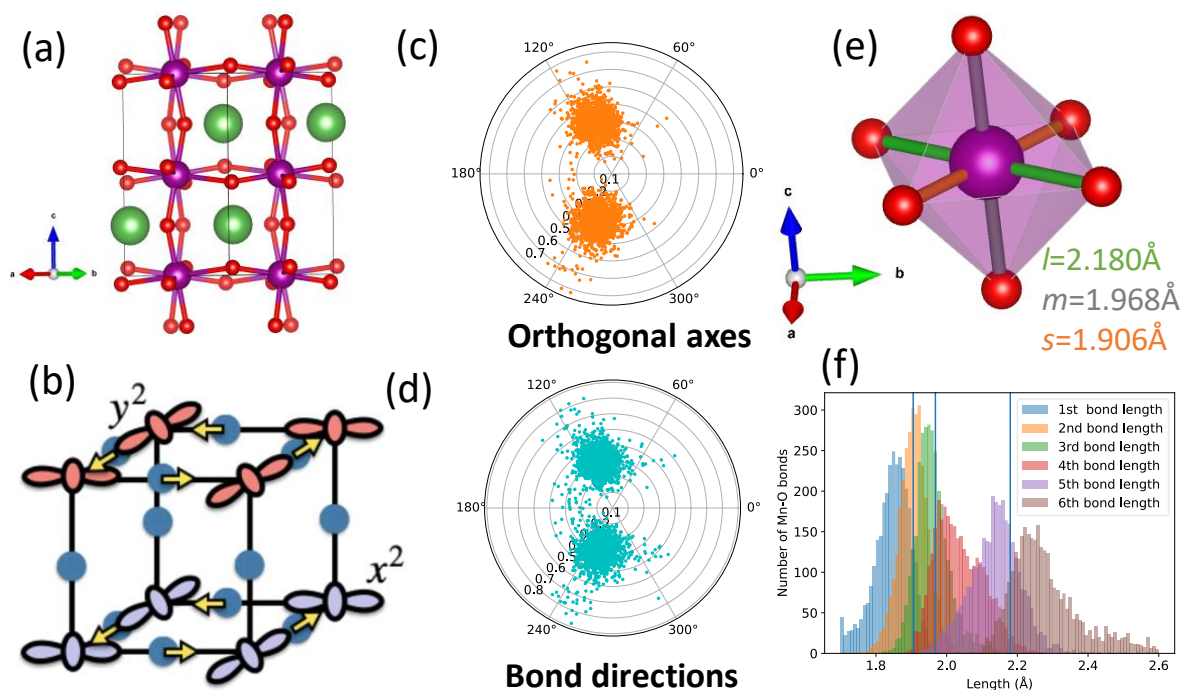 (a)
c
a
b
(b)
y²
x²
(c)
120°
60°
180°
0°
0.1
0.2
0.5
0.6
0.7
240°
300°
Orthogonal axes
(d)
120°
60°
180°
0°
0.1
0.5
0.6
0.7
0.8
240°
300°
Bond directions
(e)
c
b
a
l=2.180Å
m=1.968Å
s=1.906Å
(f)
1st bond length
2nd bond length
3rd bond length
4th bond length
5th bond length
6th bond length
Number of Mn-O bonds
300
250
200
150
100
50
0
1.8
2.0
2.2
2.4
2.6
Length (Å)